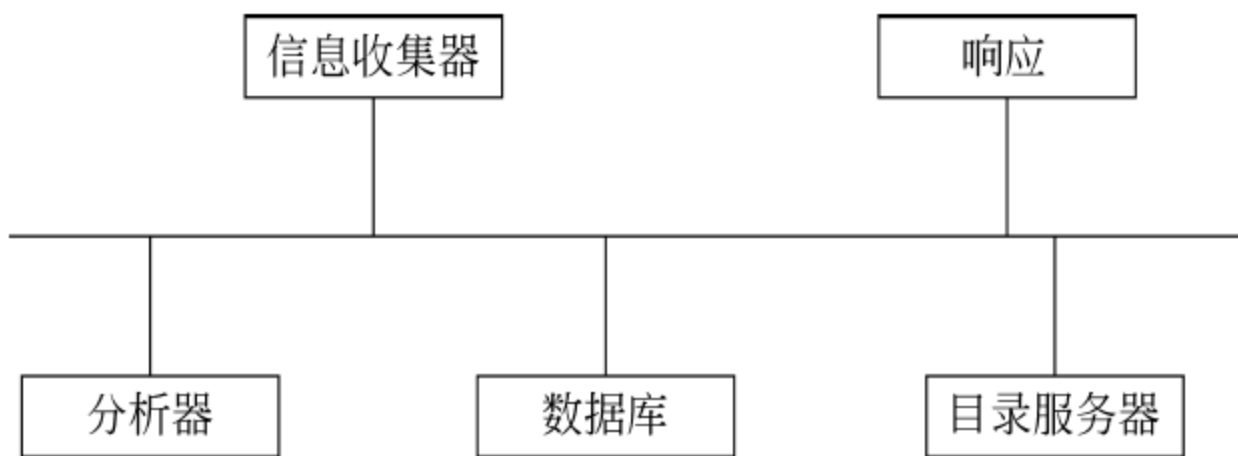 信息收集器
响应
分析器
数据库
目录服务器